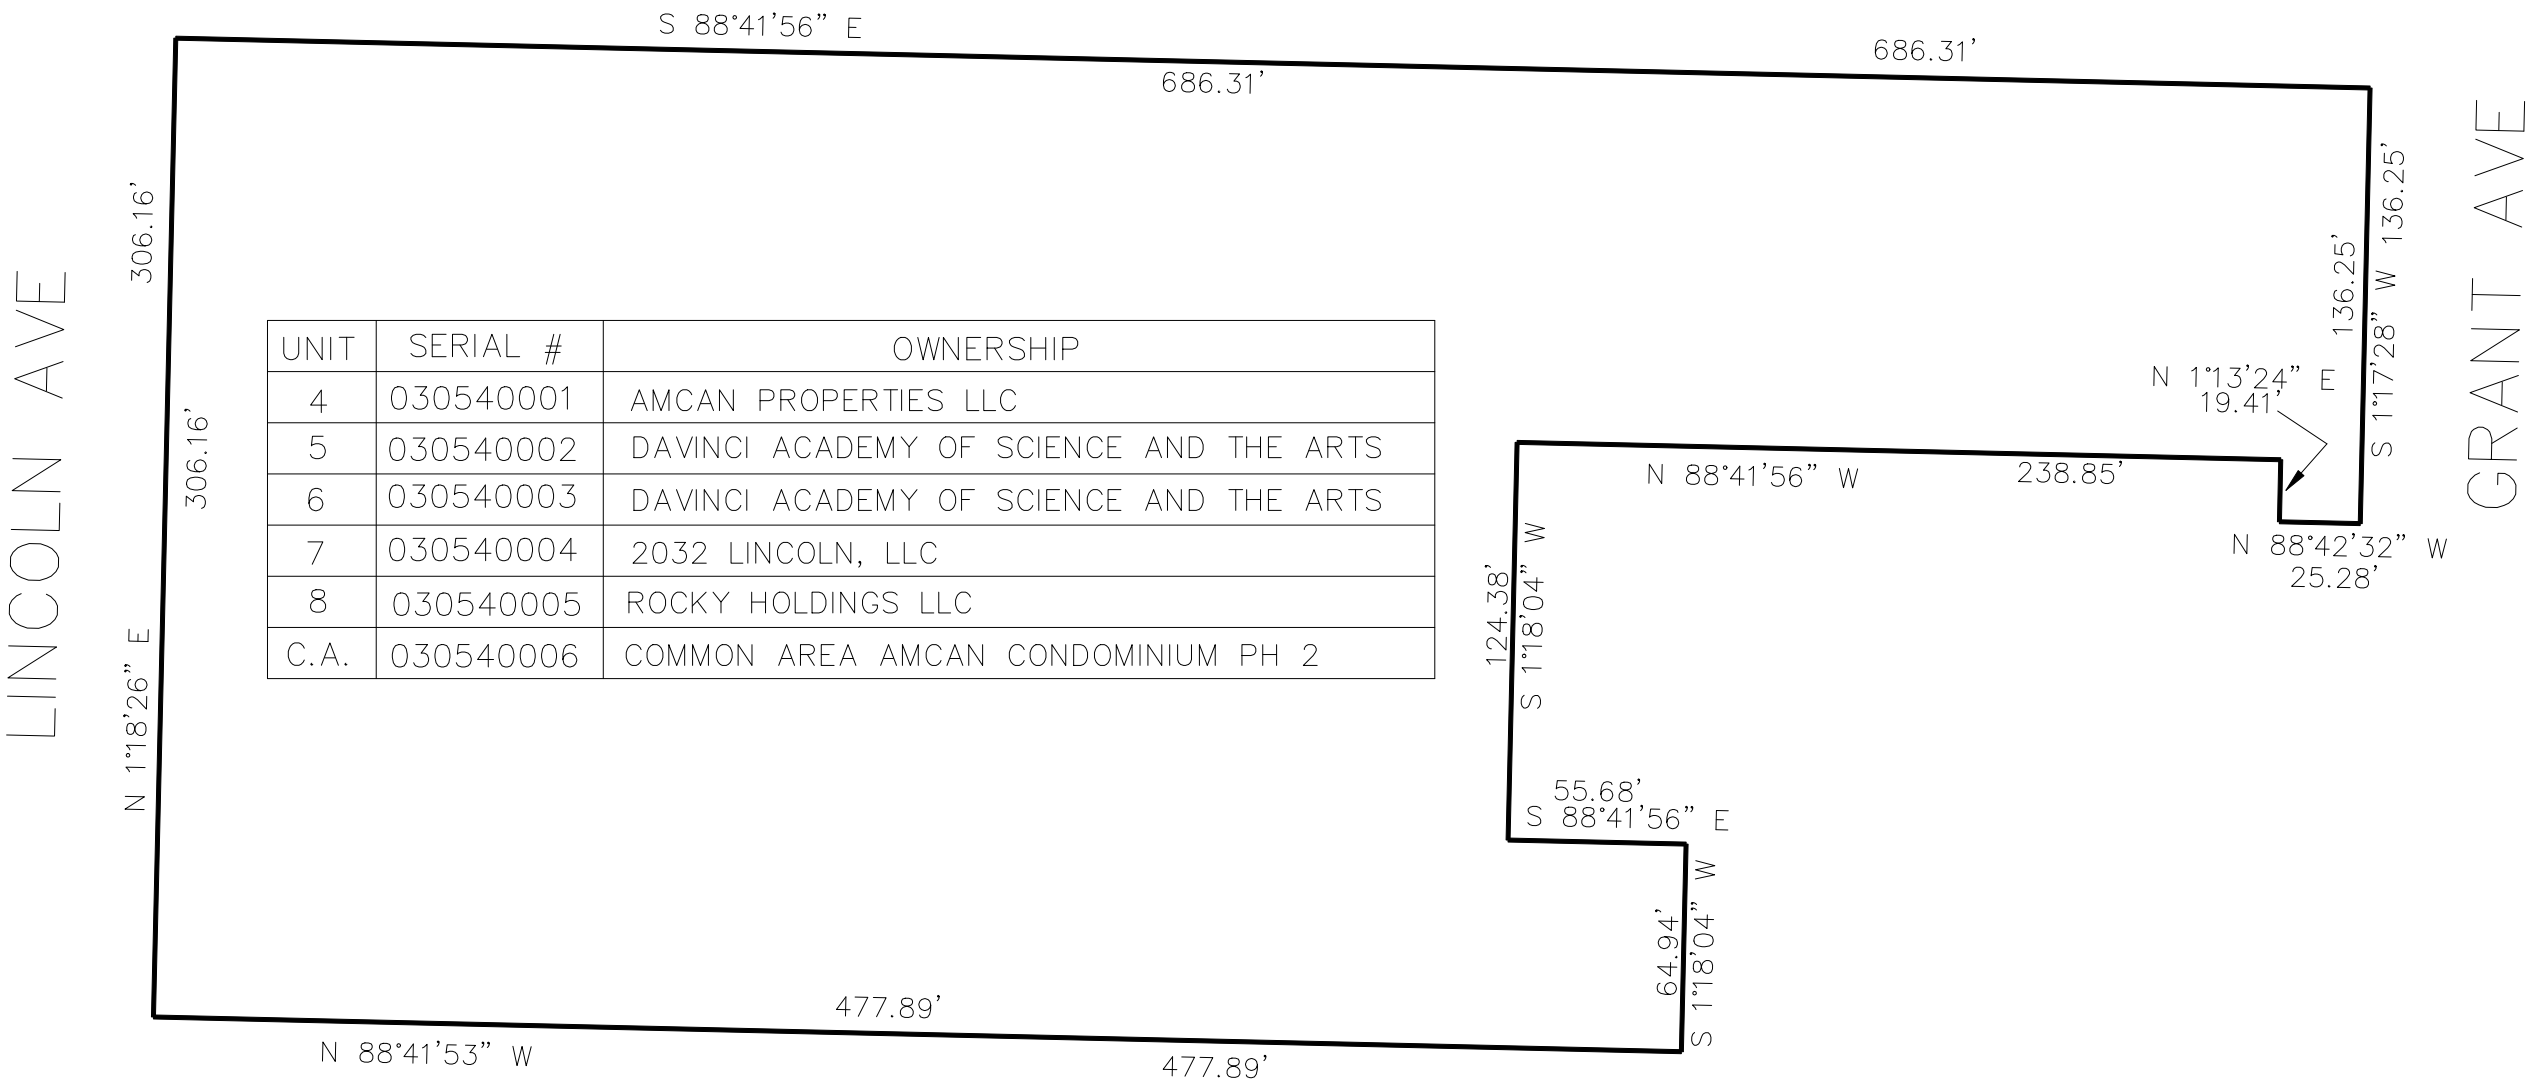 S 88°41'56" E
686.31'
686.31'
LINCOLN AVE
306.16'
306.16'
N 1°18'26" E
GRANT AVE
136.25'
136.25'
S 1°17'28" W
N 1°13'24" E
19.41'
N 88°41'56" W 238.85'
N 88°42'32" W
25.28'
UNIT SERIAL # OWNERSHIP
4 030540001 AMCAN PROPERTIES LLC
5 030540002 DAVINCI ACADEMY OF SCIENCE AND THE ARTS
6 030540003 DAVINCI ACADEMY OF SCIENCE AND THE ARTS
7 030540004 2032 LINCOLN, LLC
8 030540005 ROCKY HOLDINGS LLC
C.A. 030540006 COMMON AREA AMCAN CONDOMINIUM PH 2
124.38'
S 1°18'04" W
55.68'
S 88°41'56" E
64.94'
S 1°18'04" W
477.89'
N 88°41'53" W
477.89'